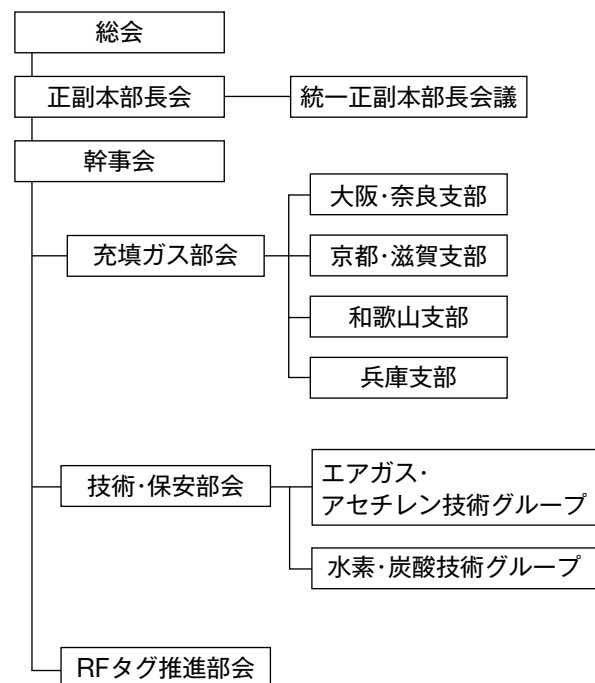 総会
正副本部長会
統一正副本部長会議
幹事会
充填ガス部会
大阪・奈良支部
京都・滋賀支部
和歌山支部
兵庫支部
技術・保安部会
エアガス・
アセチレン技術グループ
水素・炭酸技術グループ
RFタグ推進部会